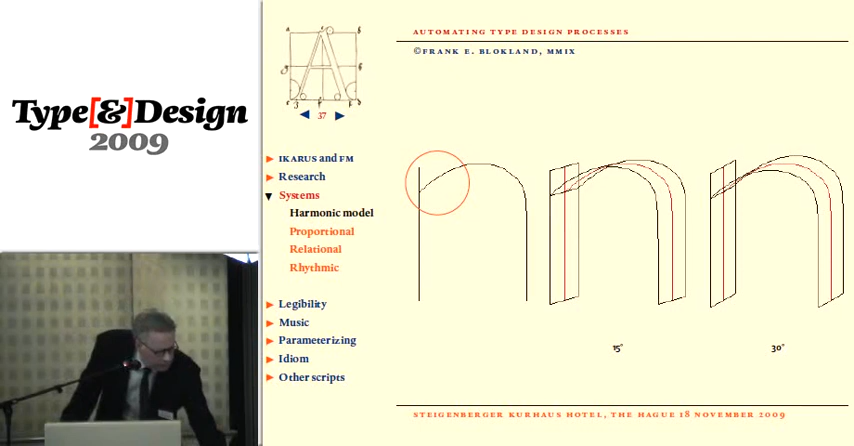 Type[&]Design
2009
37
IKARUS and FM
Research
Systems
Harmonic model
Proportional
Relational
Rhythmic
Legibility
Music
Parameterizing
Idiom
Other scripts
AUTOMATING TYPE DESIGN PROCESSES
©FRANK E. BLOKLAND, MMIX
15°
30°
STEIGENBERGER KURHAUS HOTEL, THE HAGUE 18 NOVEMBER 2009